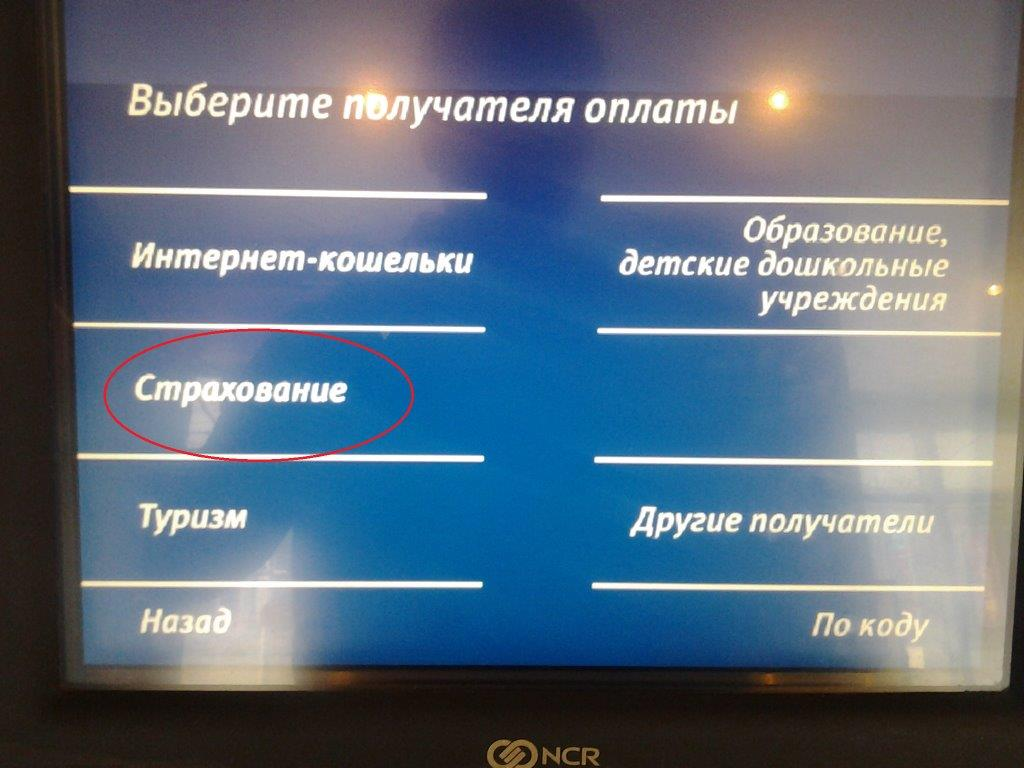 Выберите получателя оплаты
Интернет-кошельки
Образование,
детские дошкольные
учреждения
Страхование
Туризм
Другие получатели
Назад
По коду
NCR